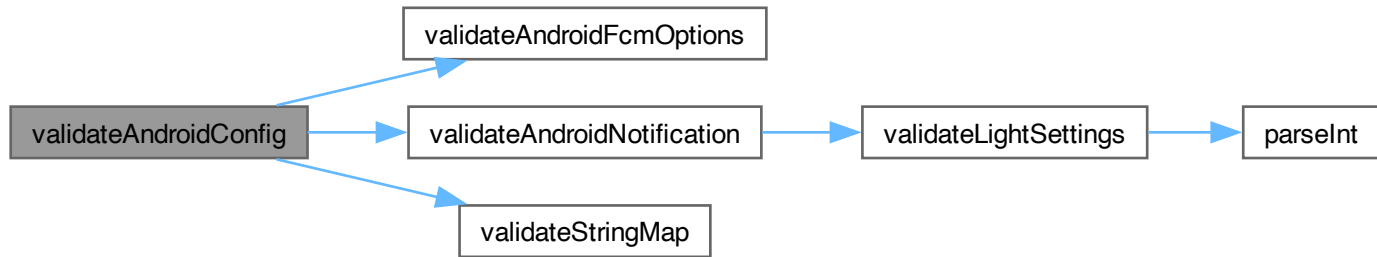 validateAndroidFcmOptions
validateAndroidConfig
validateAndroidNotification
validateLightSettings
parseInt
validateStringMap